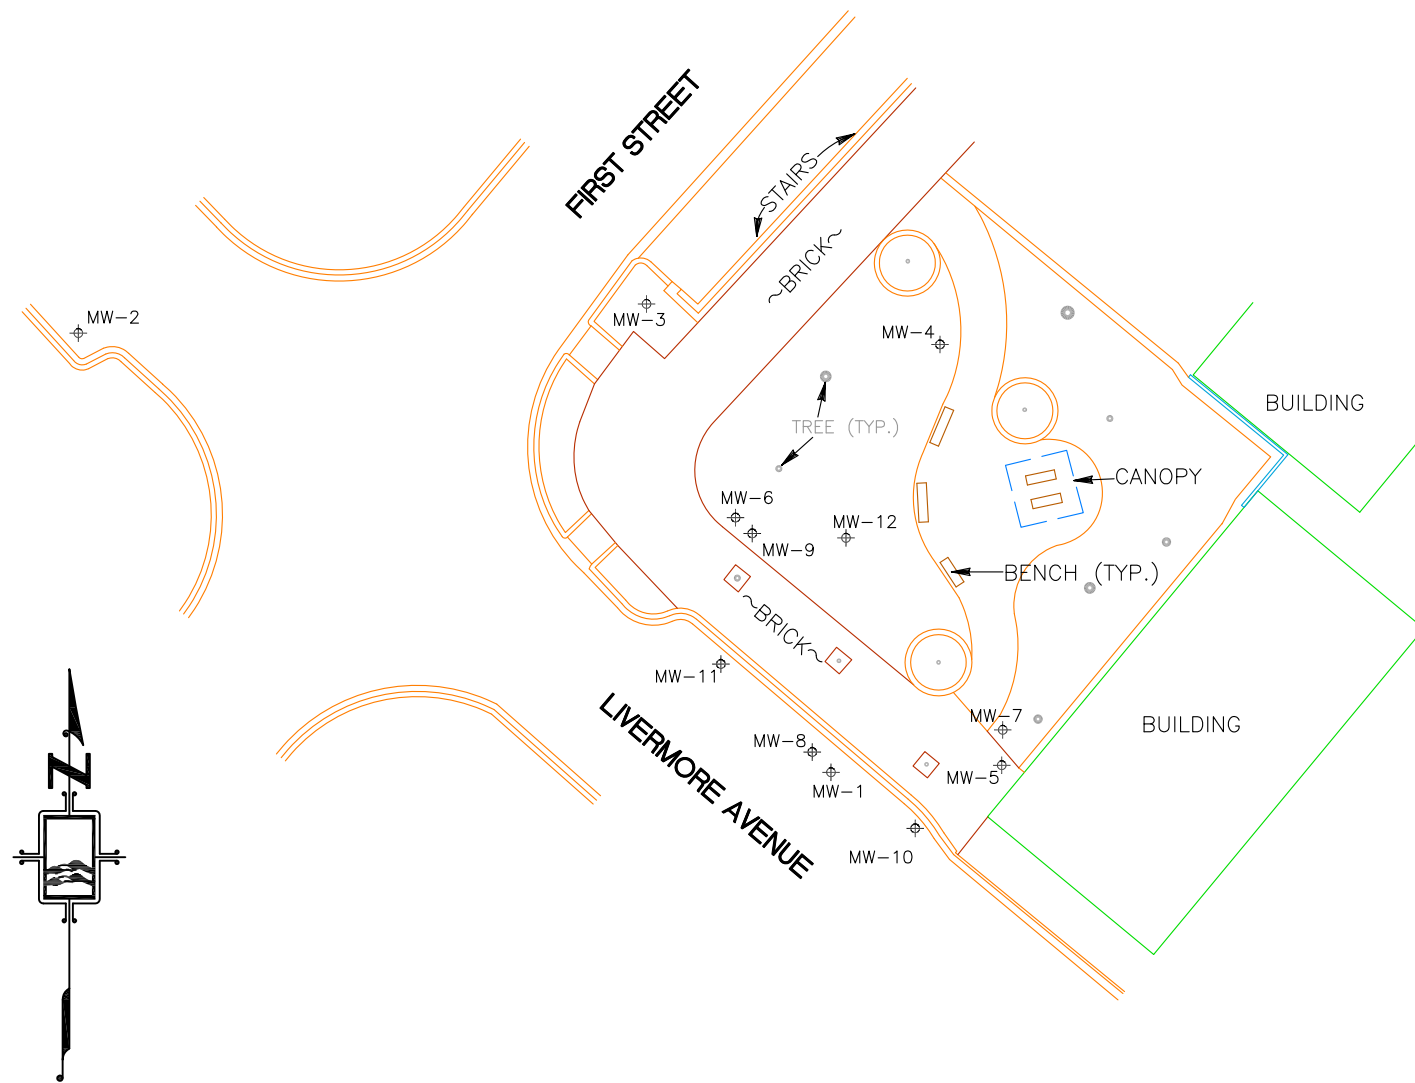 FIRST STREET
STAIRS
~BRICK~
MW-2
MW-3
MW-4
BUILDING
TREE (TYP.)
CANOPY
MW-6
MW-12
MW-9
BENCH (TYP.)
~BRICK~
MW-11
LIVERMORE AVENUE
MW-7
BUILDING
MW-8
MW-5
MW-1
MW-10
N